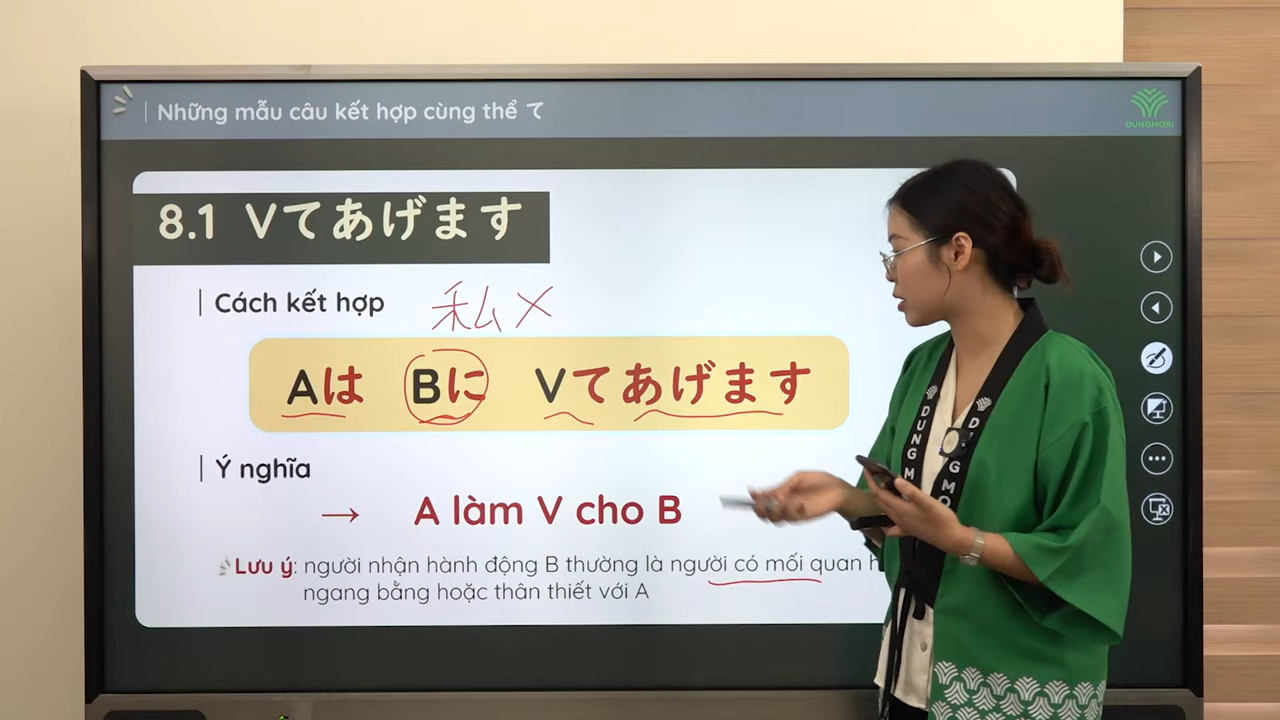 Những mẫu câu kết hợp cùng thể て
DUNGMORI
8.1 Vてあげます
Cách kết hợp
私 ×
Aは Bに Vてあげます
Ý nghĩa
→ A làm V cho B
Lưu ý: người nhận hành động B thường là người có mối quan h
ngang bằng hoặc thân thiết với A
DUNG M
DUNG MO